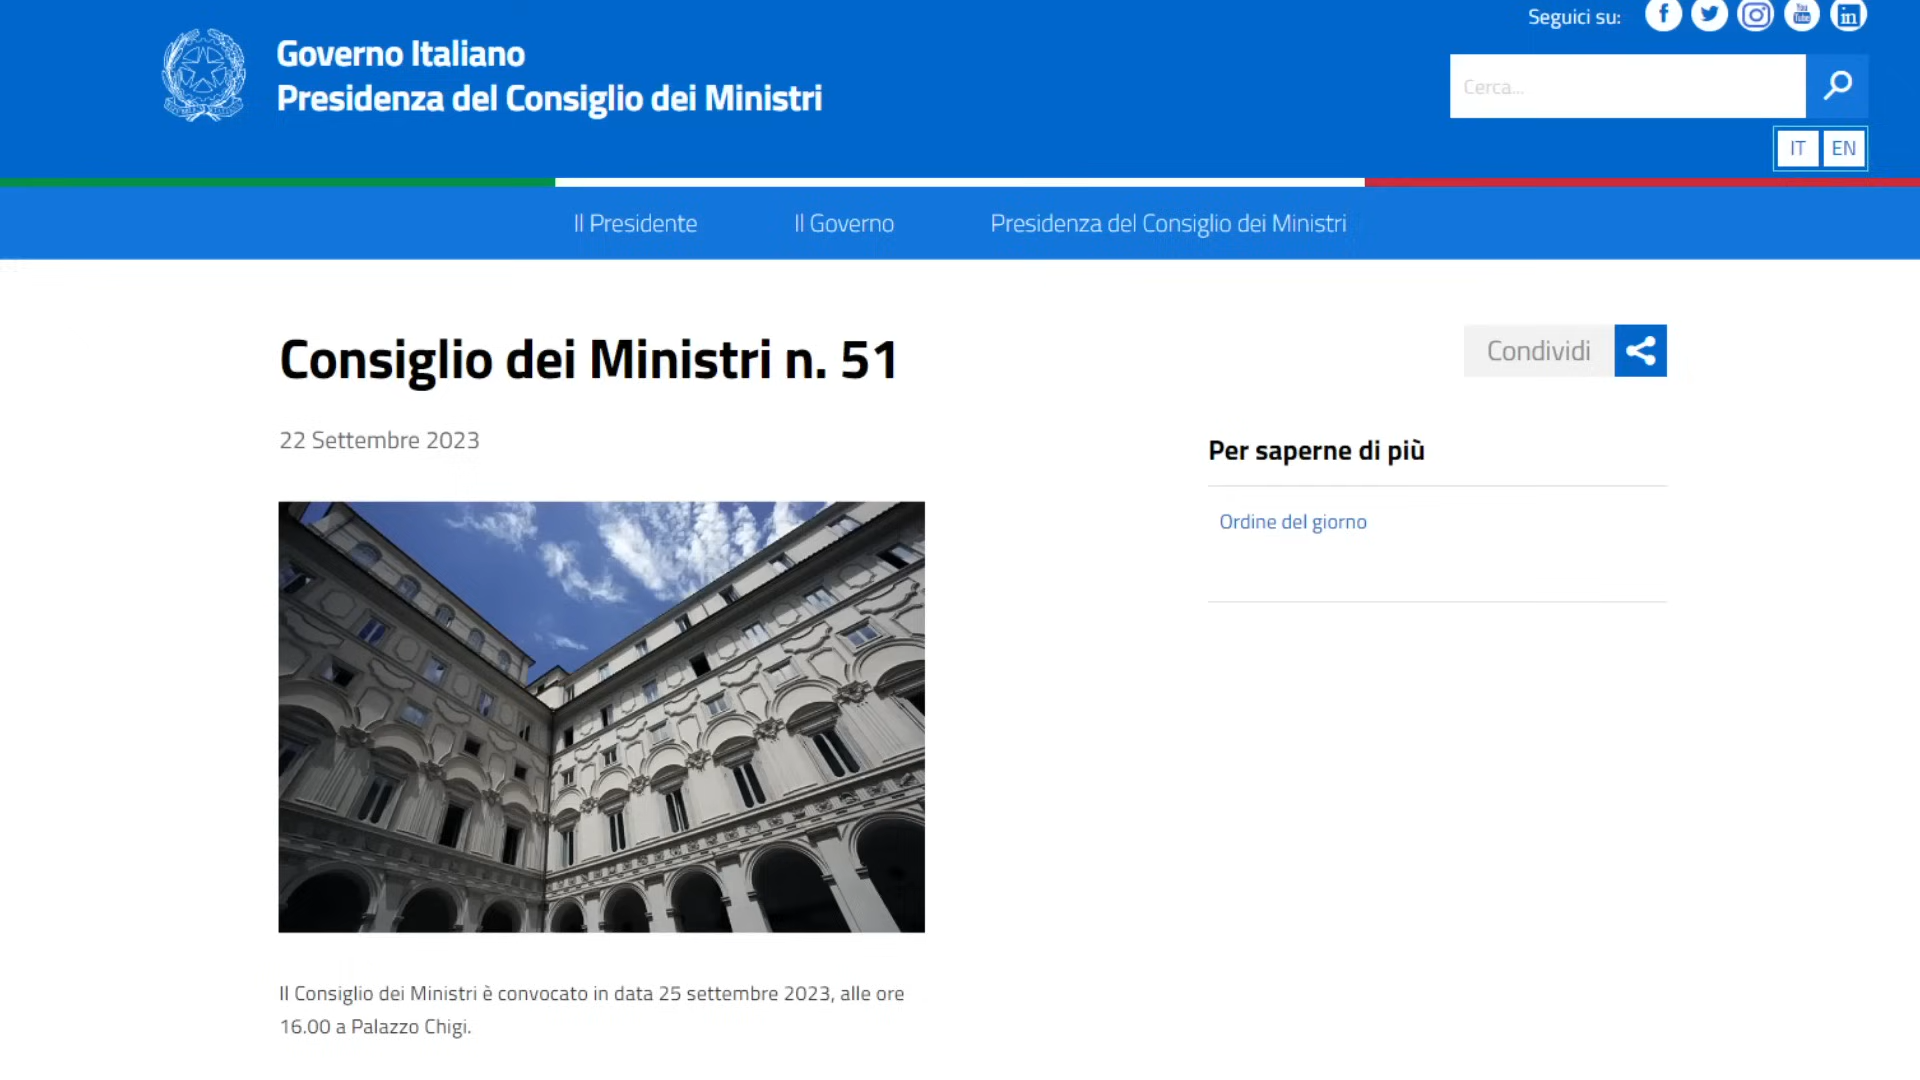 Seguici su:
Governo Italiano
Presidenza del Consiglio dei Ministri
Cerca...
IT EN
Il Presidente Il Governo Presidenza del Consiglio dei Ministri
Consiglio dei Ministri n. 51
Condividi
22 Settembre 2023
Per saperne di più
Ordine del giorno
Il Consiglio dei Ministri è convocato in data 25 settembre 2023, alle ore
16.00 a Palazzo Chigi.